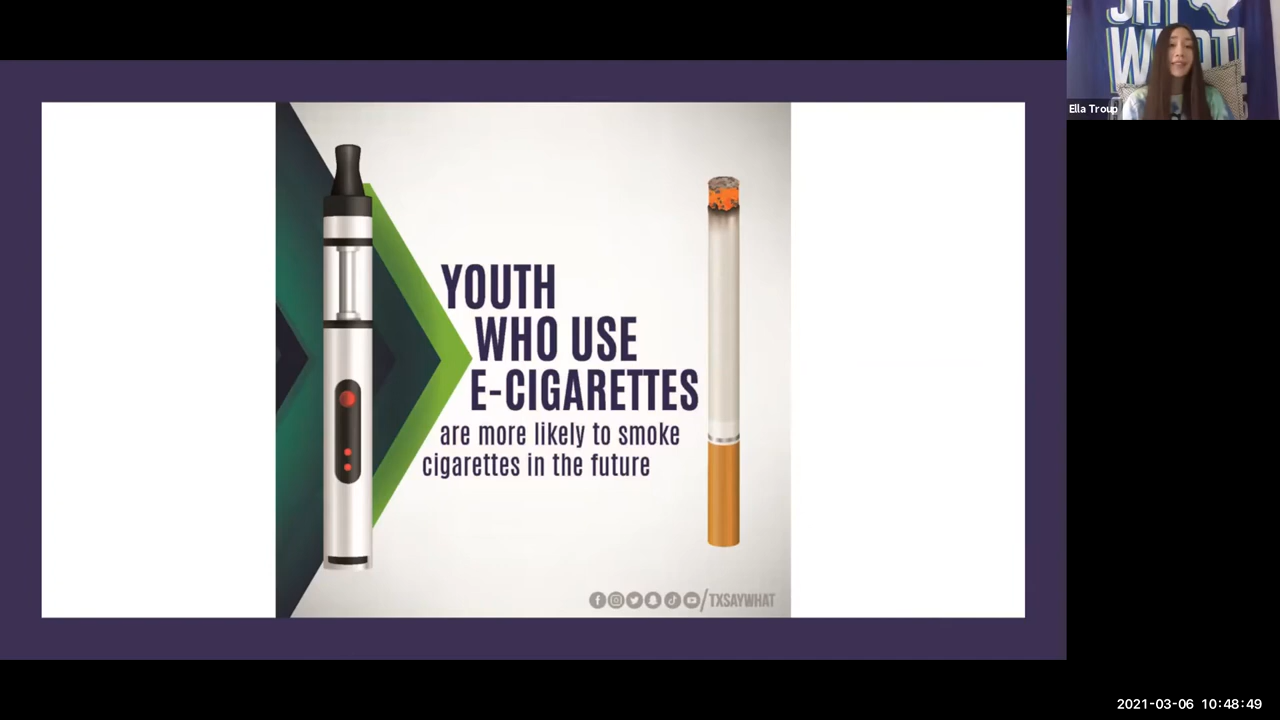 YOUTH
WHO USE
E-CIGARETTES
are more likely to smoke
cigarettes in the future
/TXSAYWHAT
Ella Troup
2021-03-06 10:48:49